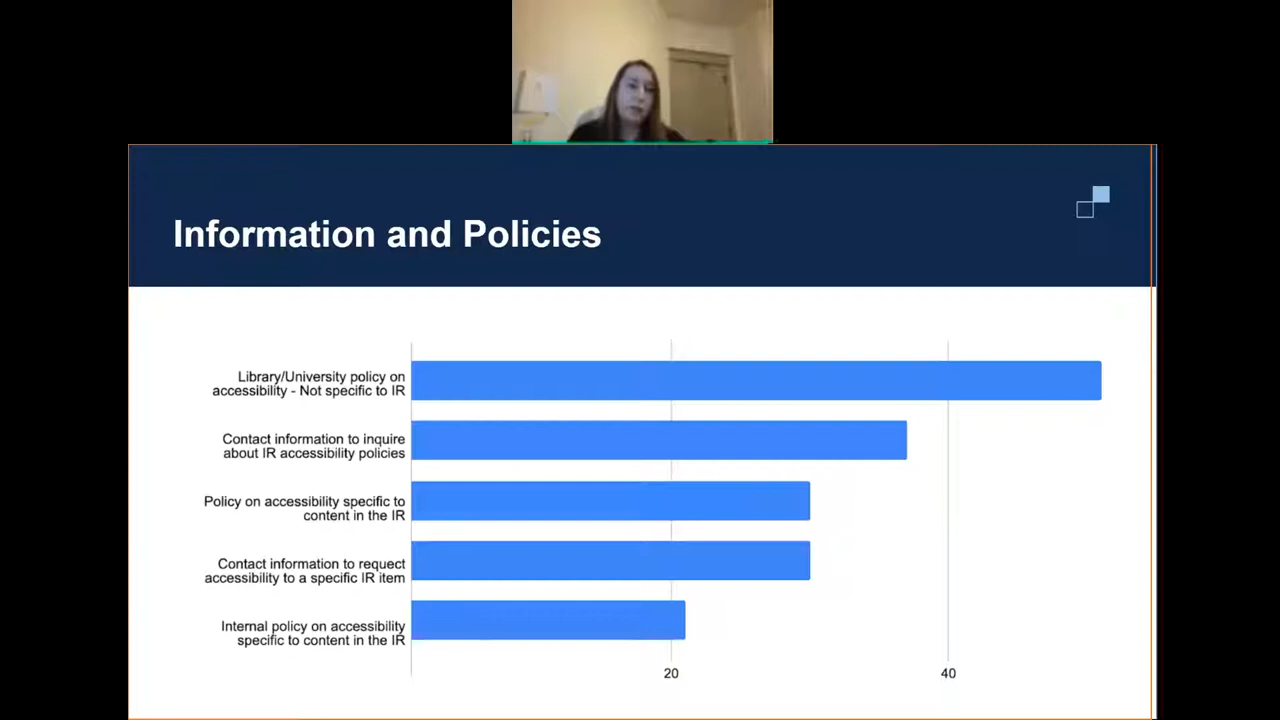 Information and Policies
Library/University policy on
accessibility - Not specific to IR
Contact information to inquire
about IR accessibility policies
Policy on accessibility specific to
content in the IR
Contact information to requect
accessibility to a specific IR item
Internal policy on accessibility
specific to content in the IR
20
40